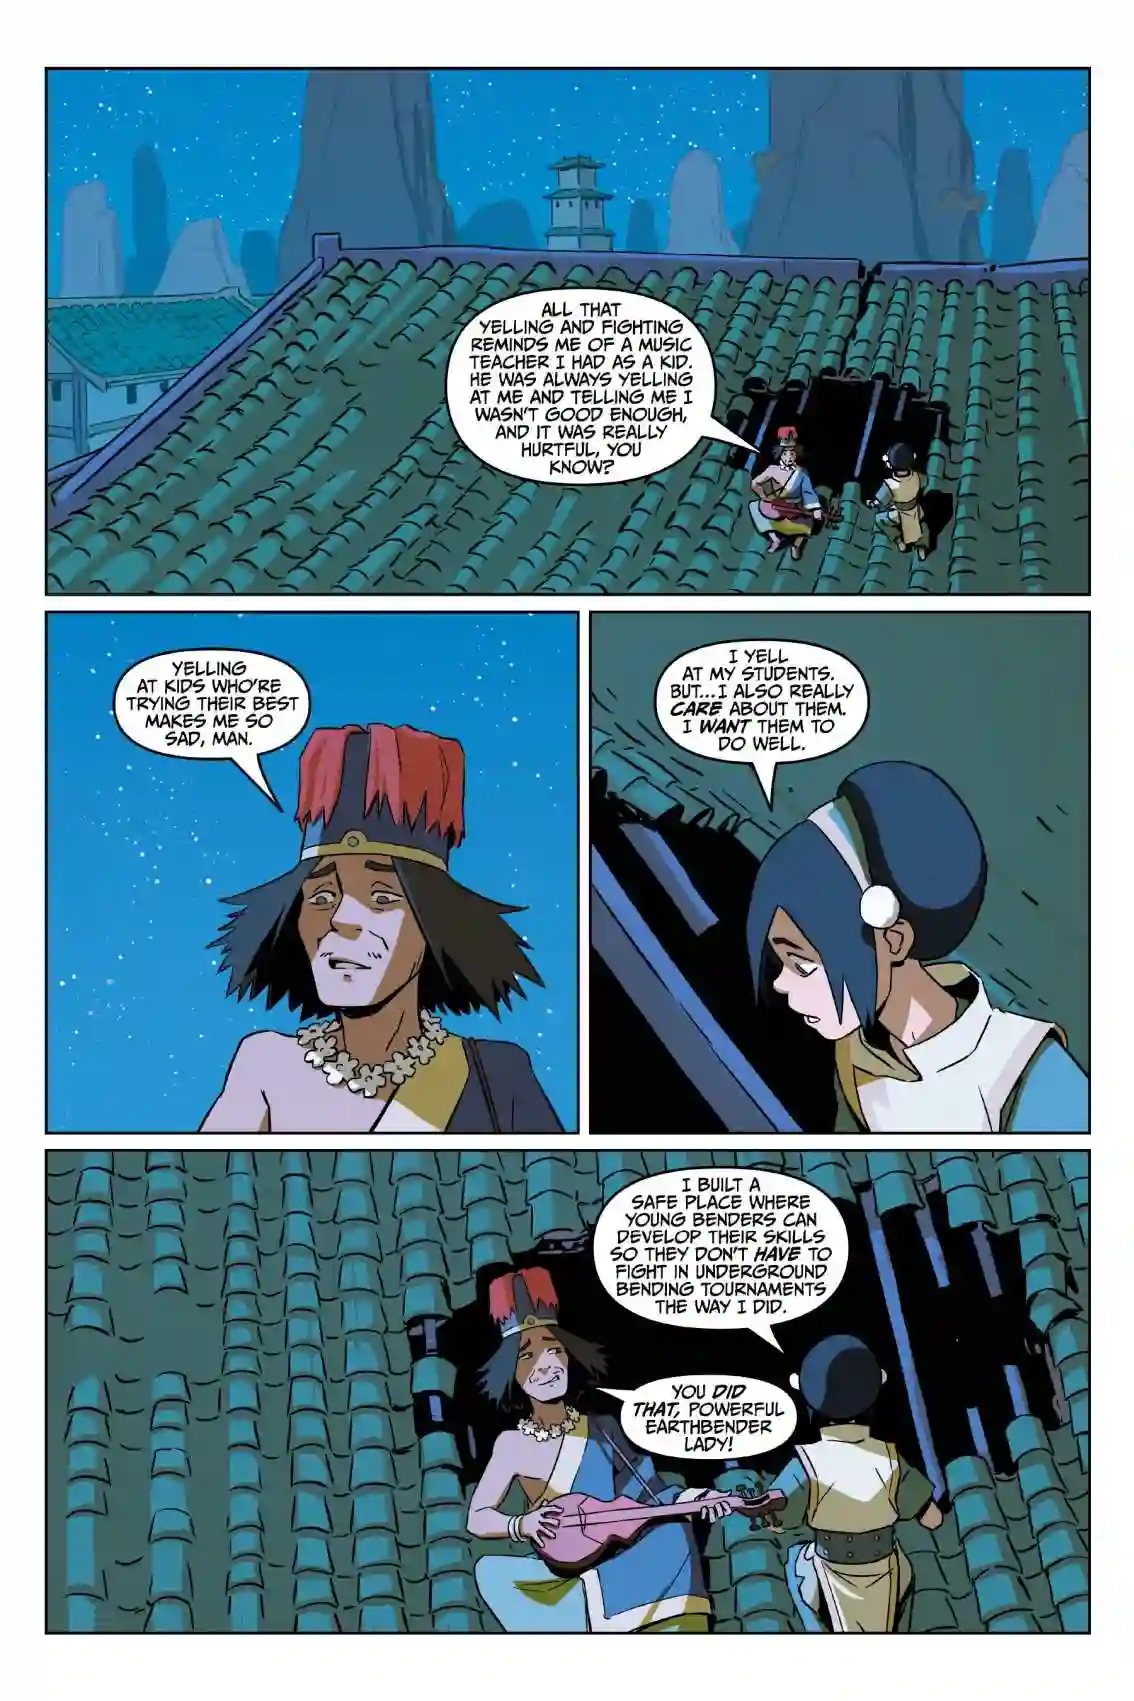 ALL THAT
YELLING AND FIGHTING
REMINDS ME OF A MUSIC
TEACHER I HAD AS A KID.
HE WAS ALWAYS YELLING
AT ME AND TELLING ME I
WASN'T GOOD ENOUGH,
AND IT WAS REALLY
HURTFUL, YOU
KNOW?
YELLING
AT KIDS WHO'RE
TRYING THEIR BEST
MAKES ME SO
SAD, MAN.
I YELL
AT MY STUDENTS.
BUT...I ALSO REALLY
CARE ABOUT THEM.
I WANT THEM TO
DO WELL.
I BUILT A
SAFE PLACE WHERE
YOUNG BENDERS CAN
DEVELOP THEIR SKILLS
SO THEY DON'T HAVE TO
FIGHT IN UNDERGROUND
BENDING TOURNAMENTS
THE WAY I DID.
YOU DID
THAT, POWERFUL
EARTHBENDER
LADY!